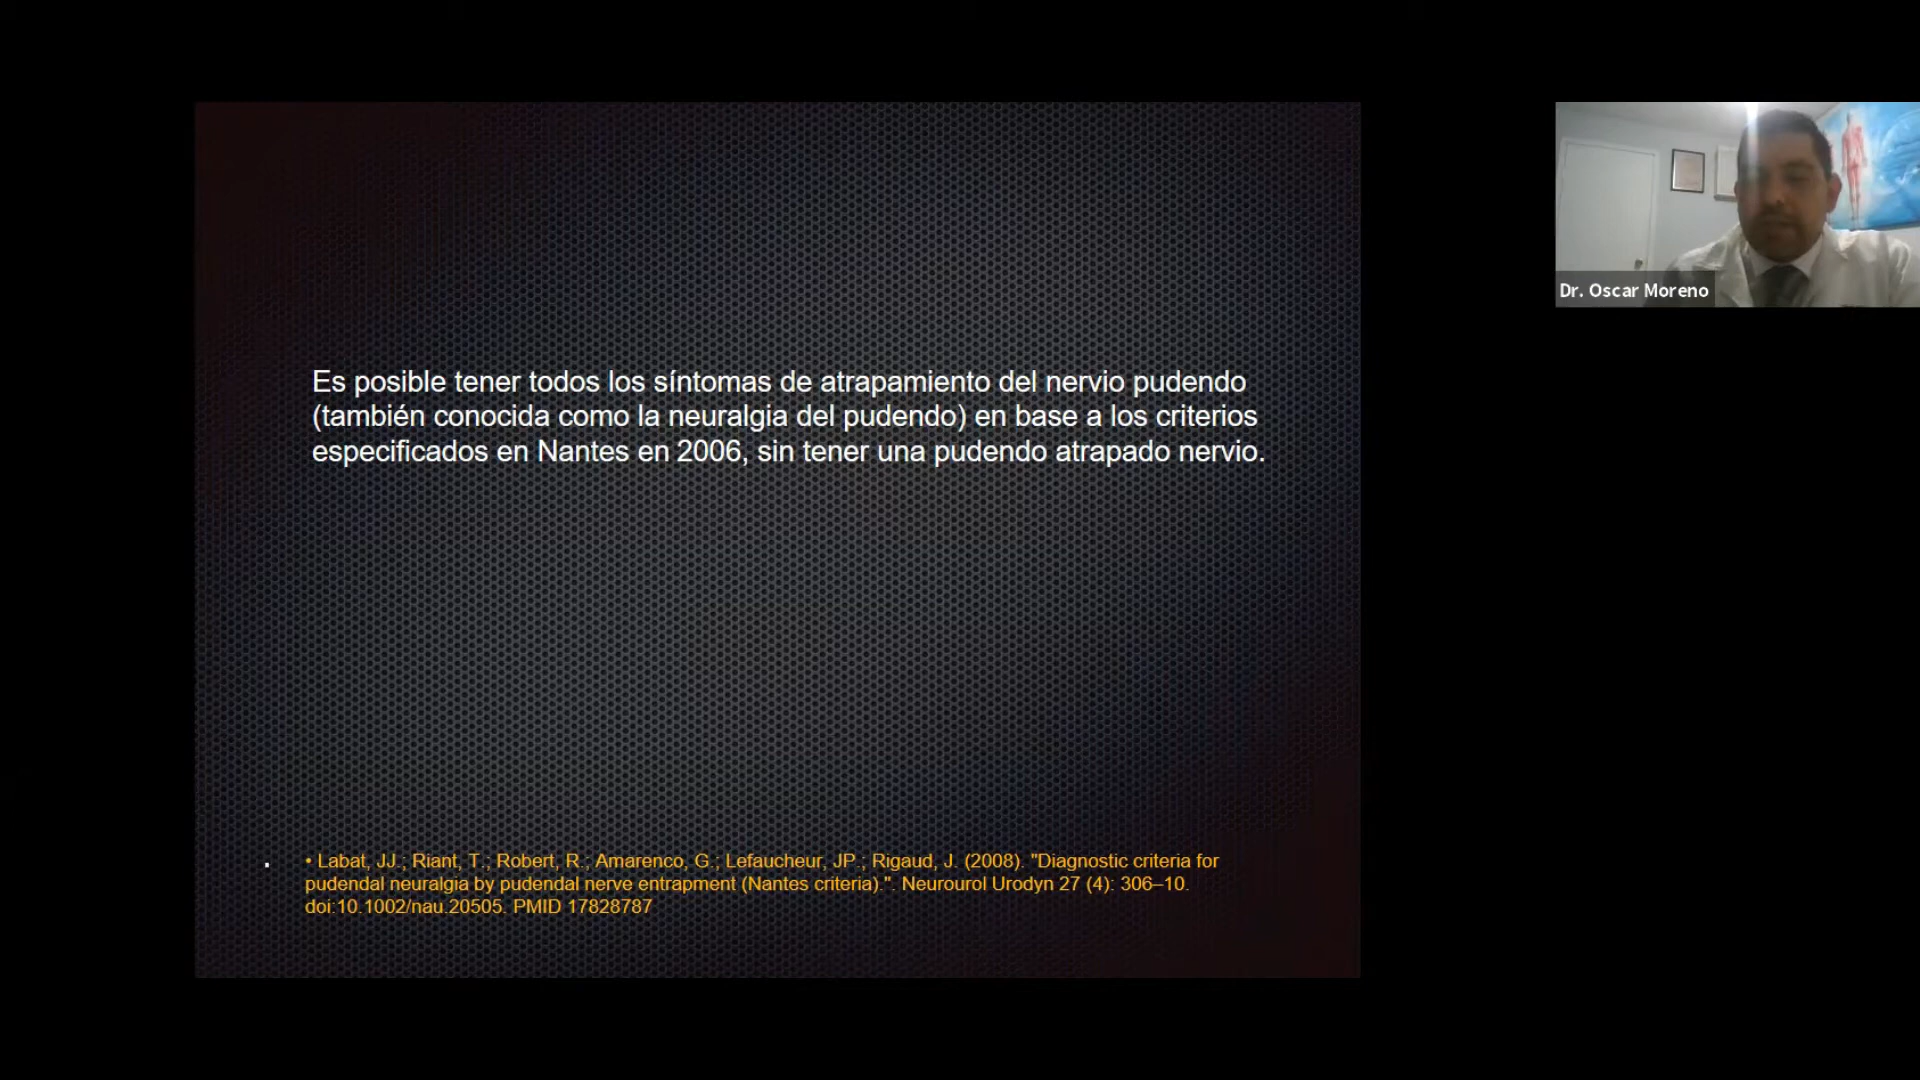 Es posible tener todos los síntomas de atrapamiento del nervio pudendo
(también conocida como la neuralgia del pudendo) en base a los criterios
especificados en Nantes en 2006, sin tener una pudendo atrapado nervio.
• Labat, JJ.; Riant, T.; Robert, R.; Amarenco, G.; Lefaucheur, JP.; Rigaud, J. (2008). "Diagnostic criteria for
pudendal neuralgia by pudendal nerve entrapment (Nantes criteria).". Neurourol Urodyn 27 (4): 306–10.
doi:10.1002/nau.20505. PMID 17828787
Dr. Oscar Moreno